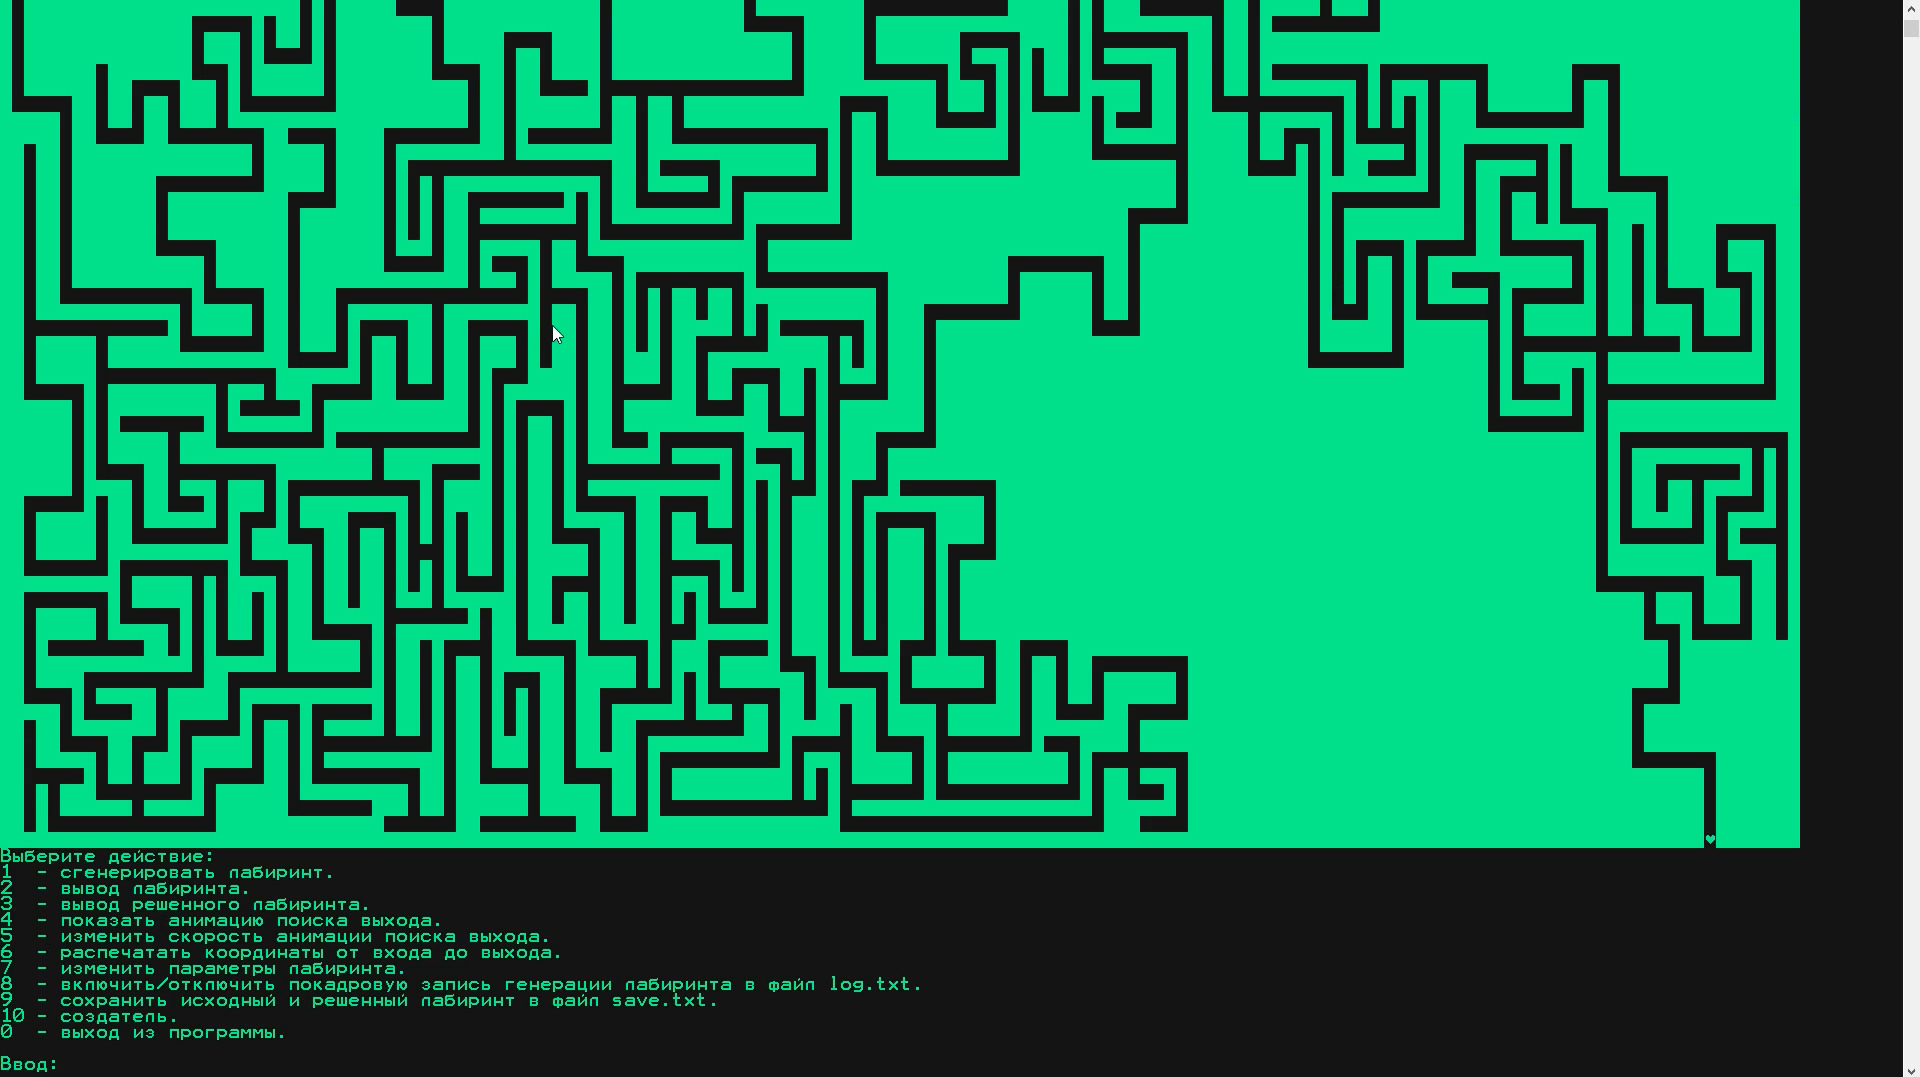 Выберите действие:
1  - сгенерировать лабиринт.
2  - вывод лабиринта.
3  - вывод решенного лабиринта.
4  - показать анимацию поиска выхода.
5  - изменить скорость анимации поиска выхода.
6  - распечатать координаты от входа до выхода.
7  - изменить параметры лабиринта.
8  - включить/отключить покадровую запись генерации лабиринта в файл log.txt.
9  - сохранить исходный и решенный лабиринт в файл save.txt.
10 - создатель.
0  - выход из программы.
Ввод: